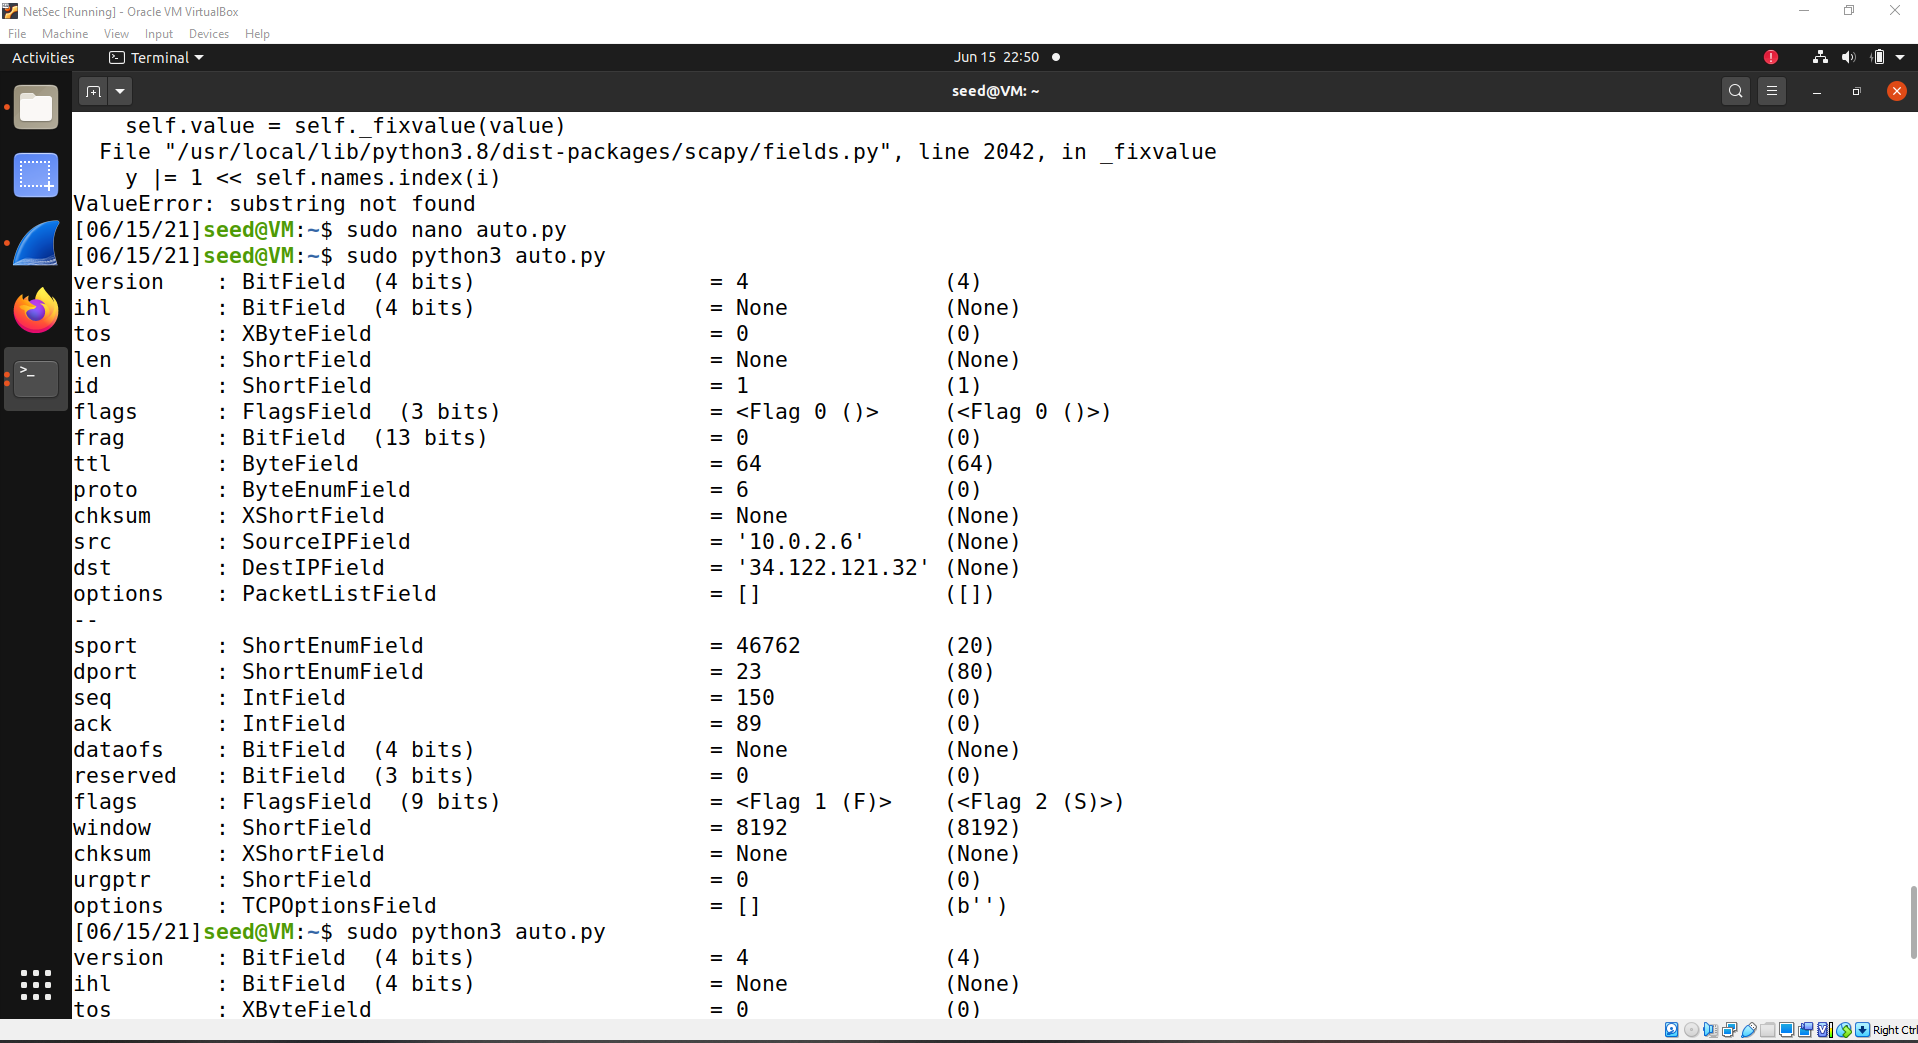 NetSec [Running] - Oracle VM VirtualBox
File Machine View Input Devices Help
Activities Terminal Jun 15 22:50
seed@VM: ~
    self.value = self._fixvalue(value)
  File "/usr/local/lib/python3.8/dist-packages/scapy/fields.py", line 2042, in _fixvalue
    y |= 1 << self.names.index(i)
ValueError: substring not found
[06/15/21]seed@VM:~$ sudo nano auto.py
[06/15/21]seed@VM:~$ sudo python3 auto.py
version    : BitField  (4 bits)                  = 4               (4)
ihl        : BitField  (4 bits)                  = None            (None)
tos        : XByteField                          = 0               (0)
len        : ShortField                          = None            (None)
id         : ShortField                          = 1               (1)
flags      : FlagsField  (3 bits)                = <Flag 0 ()>     (<Flag 0 ()>)
frag       : BitField  (13 bits)                 = 0               (0)
ttl        : ByteField                           = 64              (64)
proto      : ByteEnumField                       = 6               (0)
chksum     : XShortField                         = None            (None)
src        : SourceIPField                       = '10.0.2.6'      (None)
dst        : DestIPField                         = '34.122.121.32' (None)
options    : PacketListField                     = []              ([])
--
sport      : ShortEnumField                      = 46762           (20)
dport      : ShortEnumField                      = 23              (80)
seq        : IntField                            = 150             (0)
ack        : IntField                            = 89              (0)
dataofs    : BitField  (4 bits)                  = None            (None)
reserved   : BitField  (3 bits)                  = 0               (0)
flags      : FlagsField  (9 bits)                = <Flag 1 (F)>    (<Flag 2 (S)>)
window     : ShortField                          = 8192            (8192)
chksum     : XShortField                         = None            (None)
urgptr     : ShortField                          = 0               (0)
options    : TCPOptionsField                     = []              (b'')
[06/15/21]seed@VM:~$ sudo python3 auto.py
version    : BitField  (4 bits)                  = 4               (4)
ihl        : BitField  (4 bits)                  = None            (None)
tos        : XByteField                          = 0               (0)
Right Ctrl